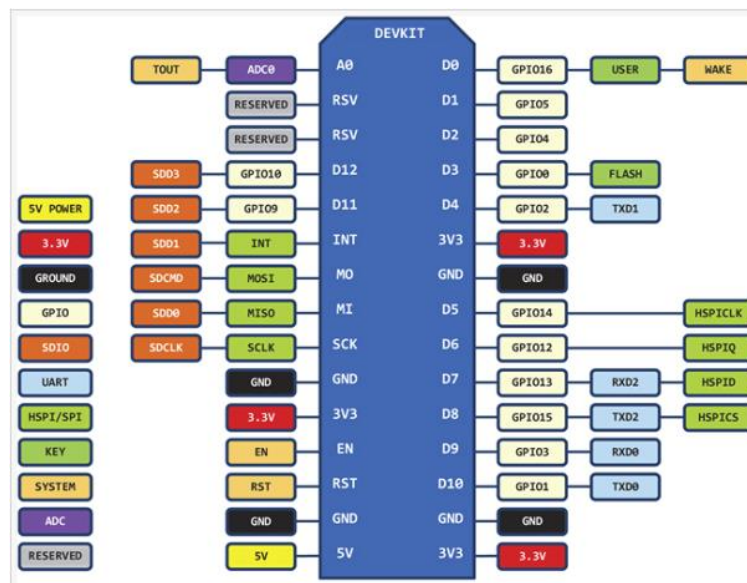 DEVKIT
TOUT ADC0 A0 D0 GPIO16 USER WAKE
RESERVED RSV D1 GPIO5
RESERVED RSV D2 GPIO4
SDD3 GPIO10 D12 D3 GPIO0 FLASH
5V POWER SDD2 GPIO9 D11 D4 GPIO2 TXD1
3.3V SDD1 INT INT 3V3 3.3V
GROUND SDCMD MOSI MO GND GND
GPIO SDD0 MISO MI D5 GPIO14 HSPICLK
SDIO SDCLK SCLK SCK D6 GPIO12 HSPIQ
UART GND GND D7 GPIO13 RXD2 HSPID
HSPI/SPI 3.3V 3V3 D8 GPIO15 TXD2 HSPICS
KEY EN EN D9 GPIO3 RXD0
SYSTEM RST RST D10 GPIO1 TXD0
ADC GND GND GND GND
RESERVED 5V 5V 3V3 3.3V